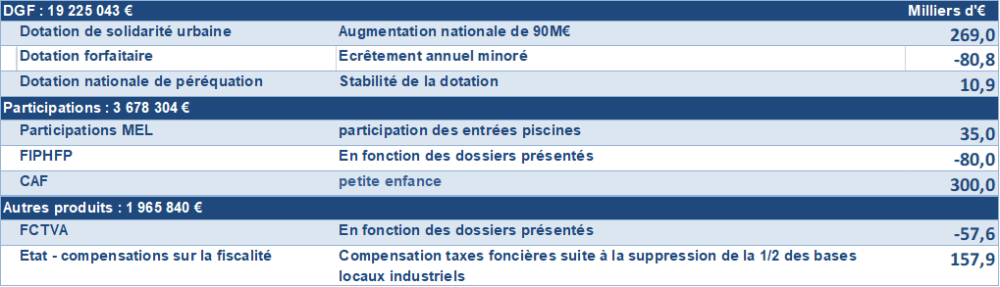 DGF : 19 225 043 € Milliers d'€
Dotation de solidarité urbaine Augmentation nationale de 90M€ 269,0
Dotation forfaitaire Ecrêtement annuel minoré -80,8
Dotation nationale de péréquation Stabilité de la dotation 10,9
Participations : 3 678 304 €
Participations MEL participation des entrées piscines 35,0
FIPHFP En fonction des dossiers présentés -80,0
CAF petite enfance 300,0
Autres produits : 1 965 840 €
FCTVA En fonction des dossiers présentés -57,6
Etat - compensations sur la fiscalité Compensation taxes foncières suite à la suppression de la 1/2 des bases 157,9
locaux industriels